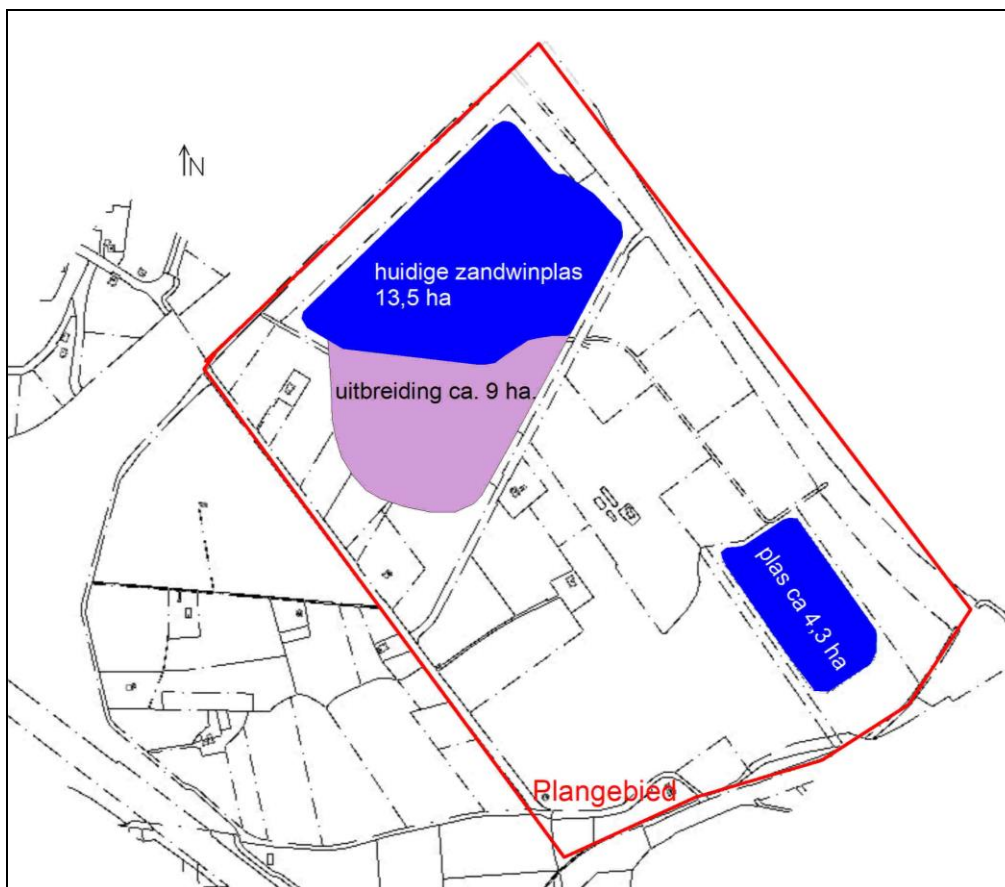 N
huidige zandwinplas
13,5 ha
uitbreiding ca. 9 ha.
plas ca 4,3 ha
Plangebied